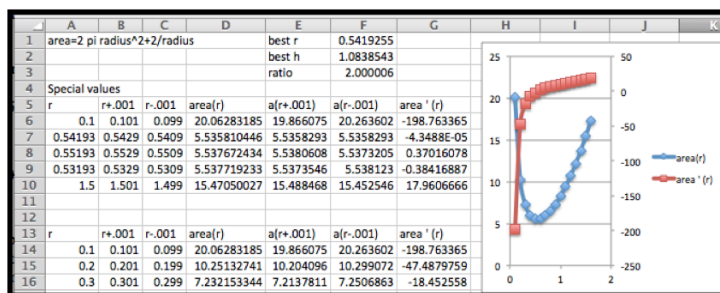 A B C D E F G H I J K
1 area=2 pi radius^2+2/radius best r 0.5419255
2 best h 1.0838543
3 ratio 2.000006
4 Special values
5 r r+.001 r-.001 area(r) a(r+.001) a(r-.001) area ' (r)
6 0.1 0.101 0.099 20.06283185 19.866075 20.263602 -198.763365
7 0.54193 0.5429 0.5409 5.535810446 5.5358293 5.5358293 -4.3488E-05
8 0.55193 0.5529 0.5509 5.537672434 5.5380608 5.5373205 0.37016078
9 0.53193 0.5329 0.5309 5.537719233 5.5373546 5.538123 -0.38416887
10 1.5 1.501 1.499 15.47050027 15.488468 15.452546 17.9606666
11
12
13 r r+.001 r-.001 area(r) a(r+.001) a(r-.001) area ' (r)
14 0.1 0.101 0.099 20.06283185 19.866075 20.263602 -198.763365
15 0.2 0.201 0.199 10.25132741 10.204096 10.299072 -47.4879759
16 0.3 0.301 0.299 7.232153344 7.2137811 7.2506863 -18.452558
25 50
20 0
15 -50
-100
10 -150
5 -200
0 -250
0 1 2
area(r)
area ' (r)